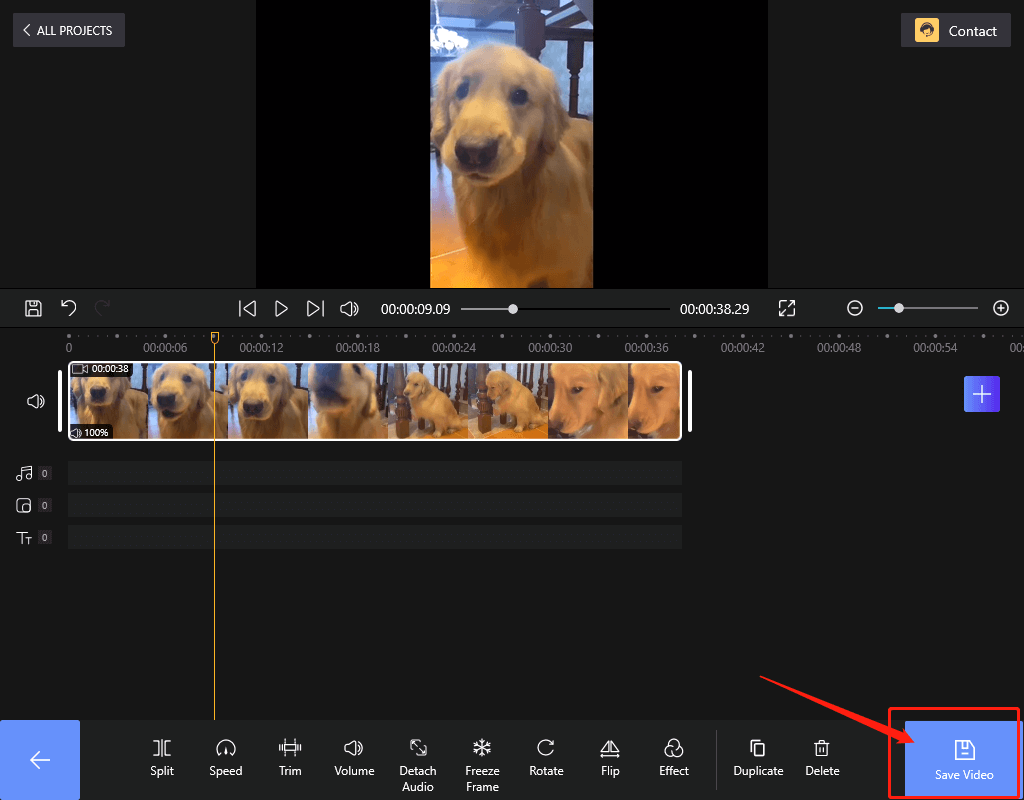 ALL PROJECTS
Contact
00:00:09.09
00:00:38.29
0
00:00:06
00:00:12
00:00:18
00:00:24
00:00:30
00:00:36
00:00:42
00:00:48
00:00:54
00:
00:00:38
100%
0
0
TT 0
Split
Speed
Trim
Volume
Detach
Audio
Freeze
Frame
Rotate
Flip
Effect
Duplicate
Delete
Save Video